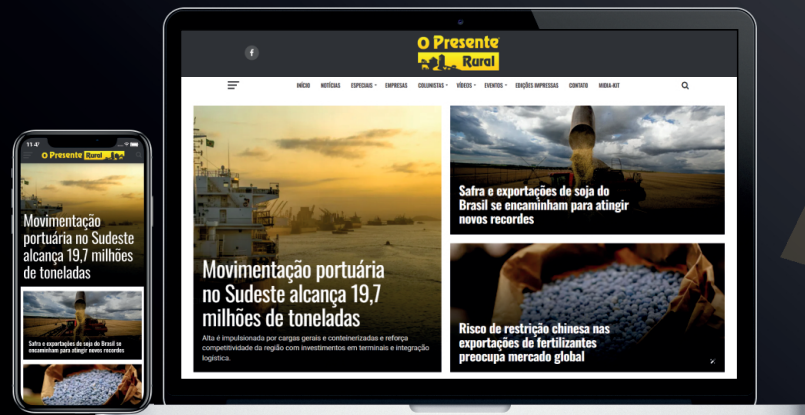 11:47
O Presente Rural
Movimentação
portuária no Sudeste
alcança 19,7 milhões
de toneladas
Safra e exportações de soja do Brasil se
encaminham para atingir novos recordes
f
O Presente
Rural
INÍCIO NOTÍCIAS ESPECIAIS EMPRESAS COLUNISTAS VÍDEOS EVENTOS EDIÇÕES IMPRESSAS CONTATO MIDIA-KIT
Movimentação portuária
no Sudeste alcança 19,7
milhões de toneladas
Alta é impulsionada por cargas gerais e conteinerizadas e reforça
competitividade da região com investimentos em terminais e integração
logística.
Safra e exportações de soja do
Brasil se encaminham para atingir
novos recordes
Risco de restrição chinesa nas
exportações de fertilizantes
preocupa mercado global